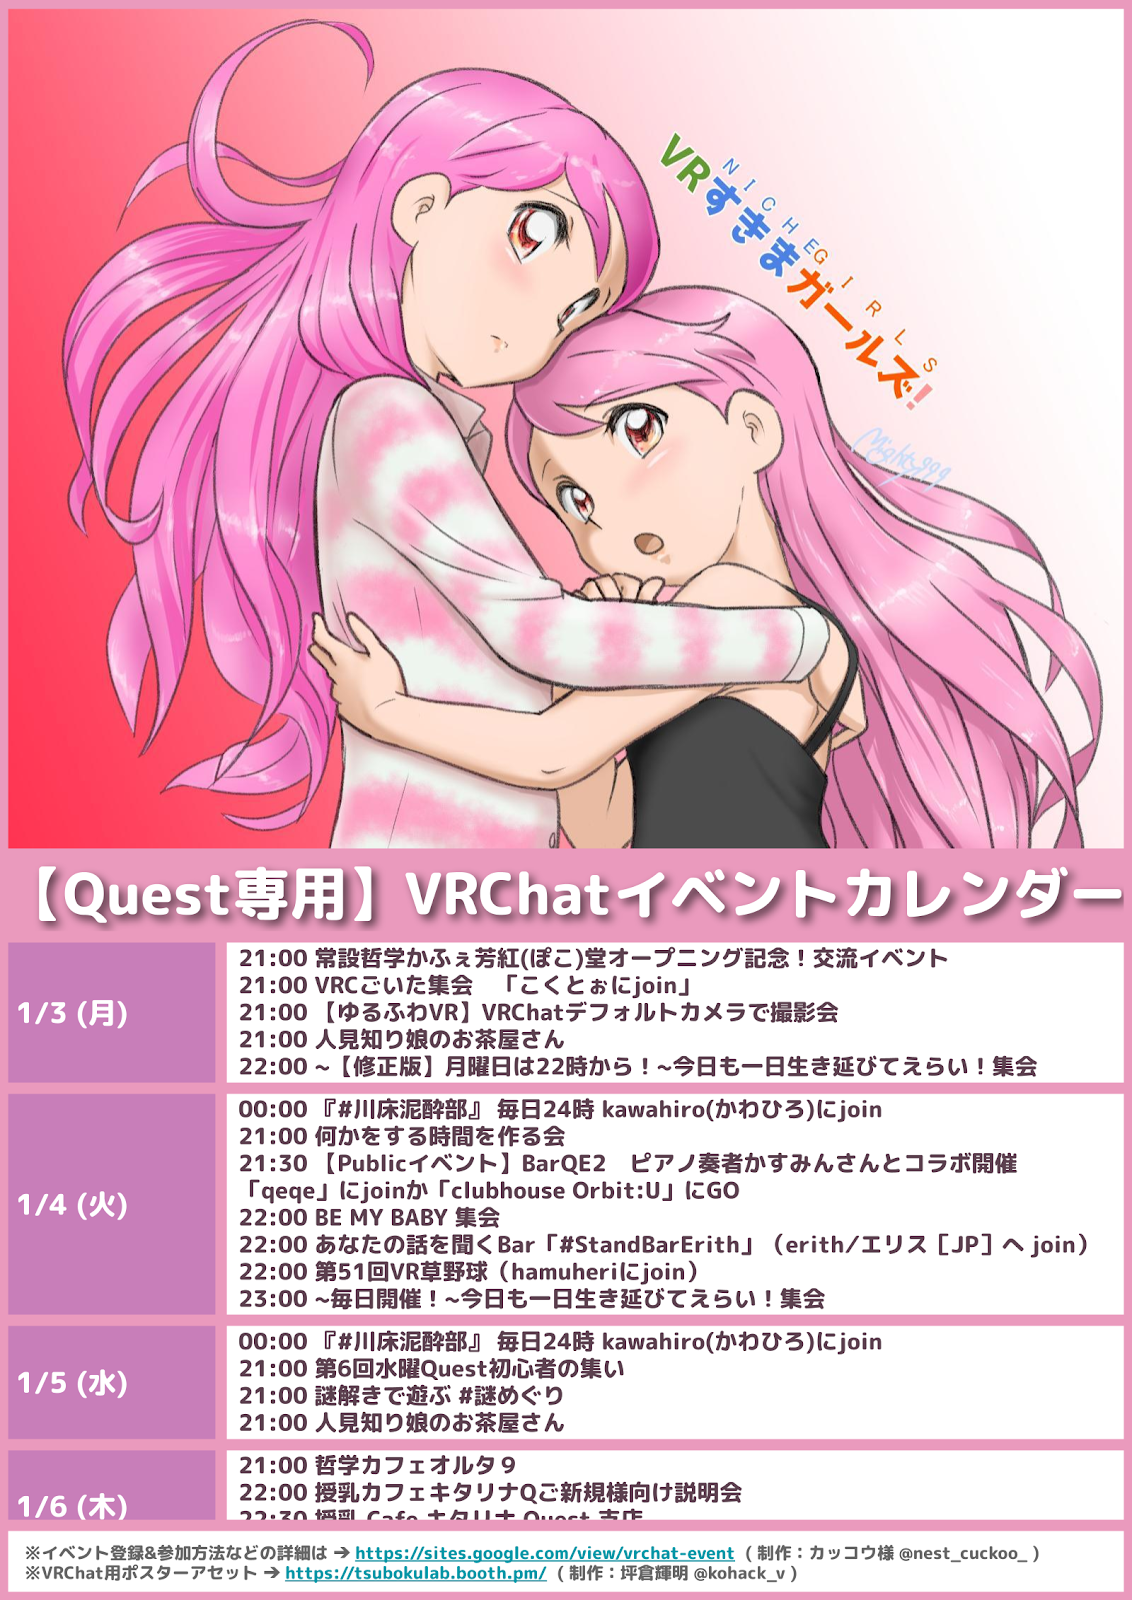 NICHE GIRLS
VRすきまガールズ!
Mighty999
【Quest専用】VRChatイベントカレンダー
1/3 (月)
21:00 常設哲学かふぇ芳紅(ぽこ)堂オープニング記念！交流イベント
21:00 VRCごいた集会　「こくとぉにjoin」
21:00 【ゆるふわVR】VRChatデフォルトカメラで撮影会
21:00 人見知り娘のお茶屋さん
22:00 ~【修正版】月曜日は22時から！~今日も一日生き延びてえらい！集会
1/4 (火)
00:00 『#川床泥酔部』 毎日24時 kawahiro(かわひろ)にjoin
21:00 何かをする時間を作る会
21:30 【Publicイベント】BarQE2　ピアノ奏者かすみんさんとコラボ開催
「qeqe」にjoinか「clubhouse Orbit:U」にGO
22:00 BE MY BABY 集会
22:00 あなたの話を聞くBar「#StandBarErith」（erith/エリス［JP］へ join）
22:00 第51回VR草野球（hamuheriにjoin）
23:00 ~毎日開催！~今日も一日生き延びてえらい！集会
1/5 (水)
00:00 『#川床泥酔部』 毎日24時 kawahiro(かわひろ)にjoin
21:00 第6回水曜Quest初心者の集い
21:00 謎解きで遊ぶ #謎めぐり
21:00 人見知り娘のお茶屋さん
1/6 (木)
21:00 哲学カフェオルタ９
22:00 授乳カフェキタリナQご新規様向け説明会
22:30 授乳 Cafe キタリナ Quest 支店
※イベント登録&参加方法などの詳細は ➔ https://sites.google.com/view/vrchat-event ( 制作：カッコウ様 @nest_cuckoo_ )
※VRChat用ポスターアセット ➔ https://tsubokulab.booth.pm/ ( 制作：坪倉輝明 @kohack_v )